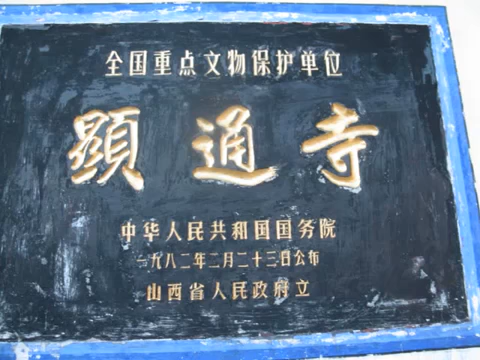 全国重点文物保护单位
顯通寺
中华人民共和国国务院
一九八二年二月二十三日公布
山西省人民政府立